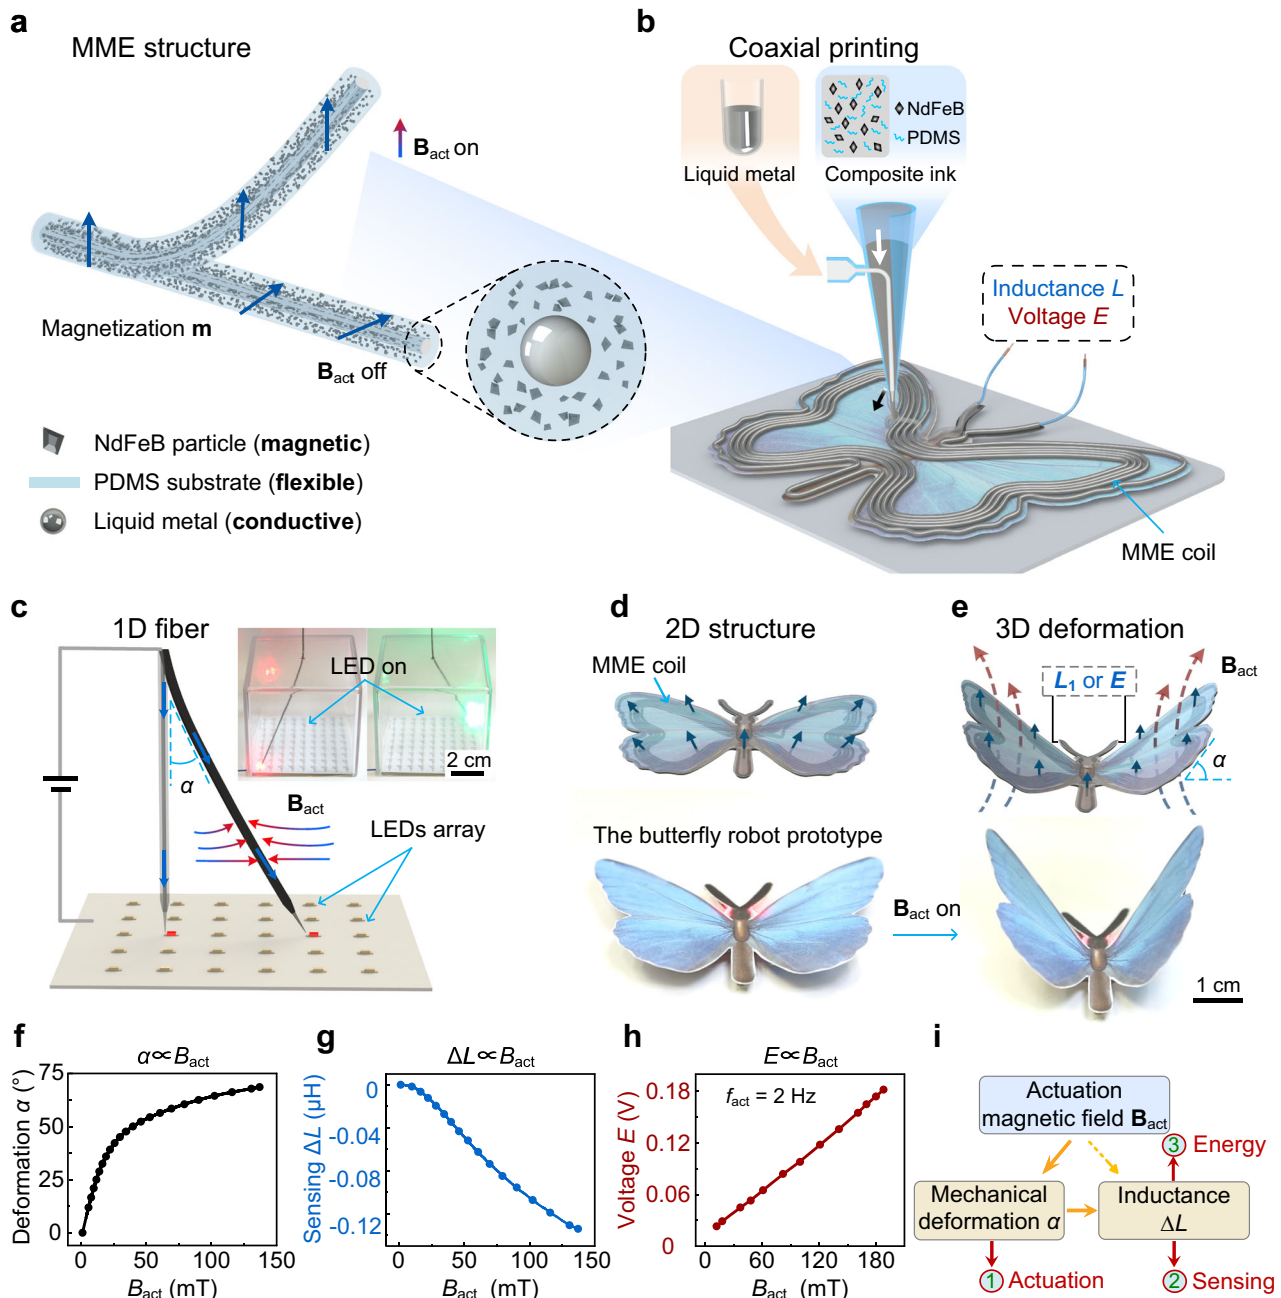 a
MME structure
B_act on
Magnetization m
B_act off
NdFeB particle (magnetic)
PDMS substrate (flexible)
Liquid metal (conductive)
b
Coaxial printing
NdFeB
PDMS
Liquid metal
Composite ink
Inductance L
Voltage E
MME coil
c
1D fiber
LED on
2 cm
α
B_act
LEDs array
d
2D structure
MME coil
The butterfly robot prototype
B_act on
e
3D deformation
L_1 or E
B_act
α
1 cm
f
α∝B_act
Deformation α (°)
75
50
25
0
0
50
100
150
B_act (mT)
g
ΔL∝B_act
Sensing ΔL (μH)
0
-0.04
-0.08
-0.12
0
50
100
150
B_act (mT)
h
E∝B_act
f_act = 2 Hz
Voltage E (V)
0.18
0.12
0.06
0
0
60
120
180
B_act (mT)
i
Actuation
magnetic field B_act
3 Energy
Mechanical
deformation α
Inductance
ΔL
1 Actuation
2 Sensing